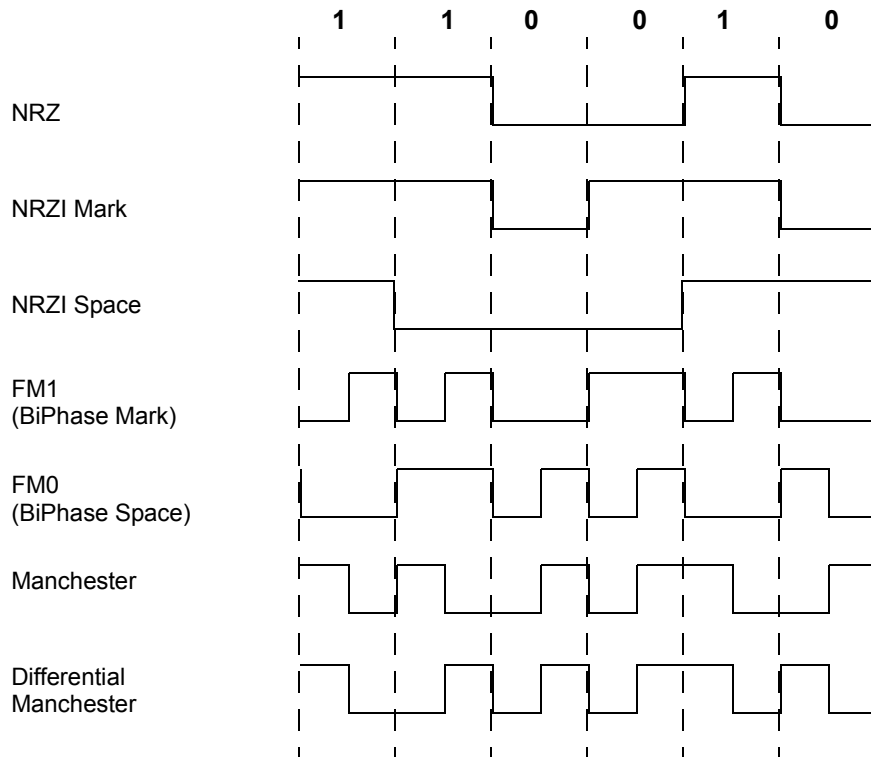 1 1 0 0 1 0
NRZ
NRZI Mark
NRZI Space
FM1
(BiPhase Mark)
FM0
(BiPhase Space)
Manchester
Differential
Manchester